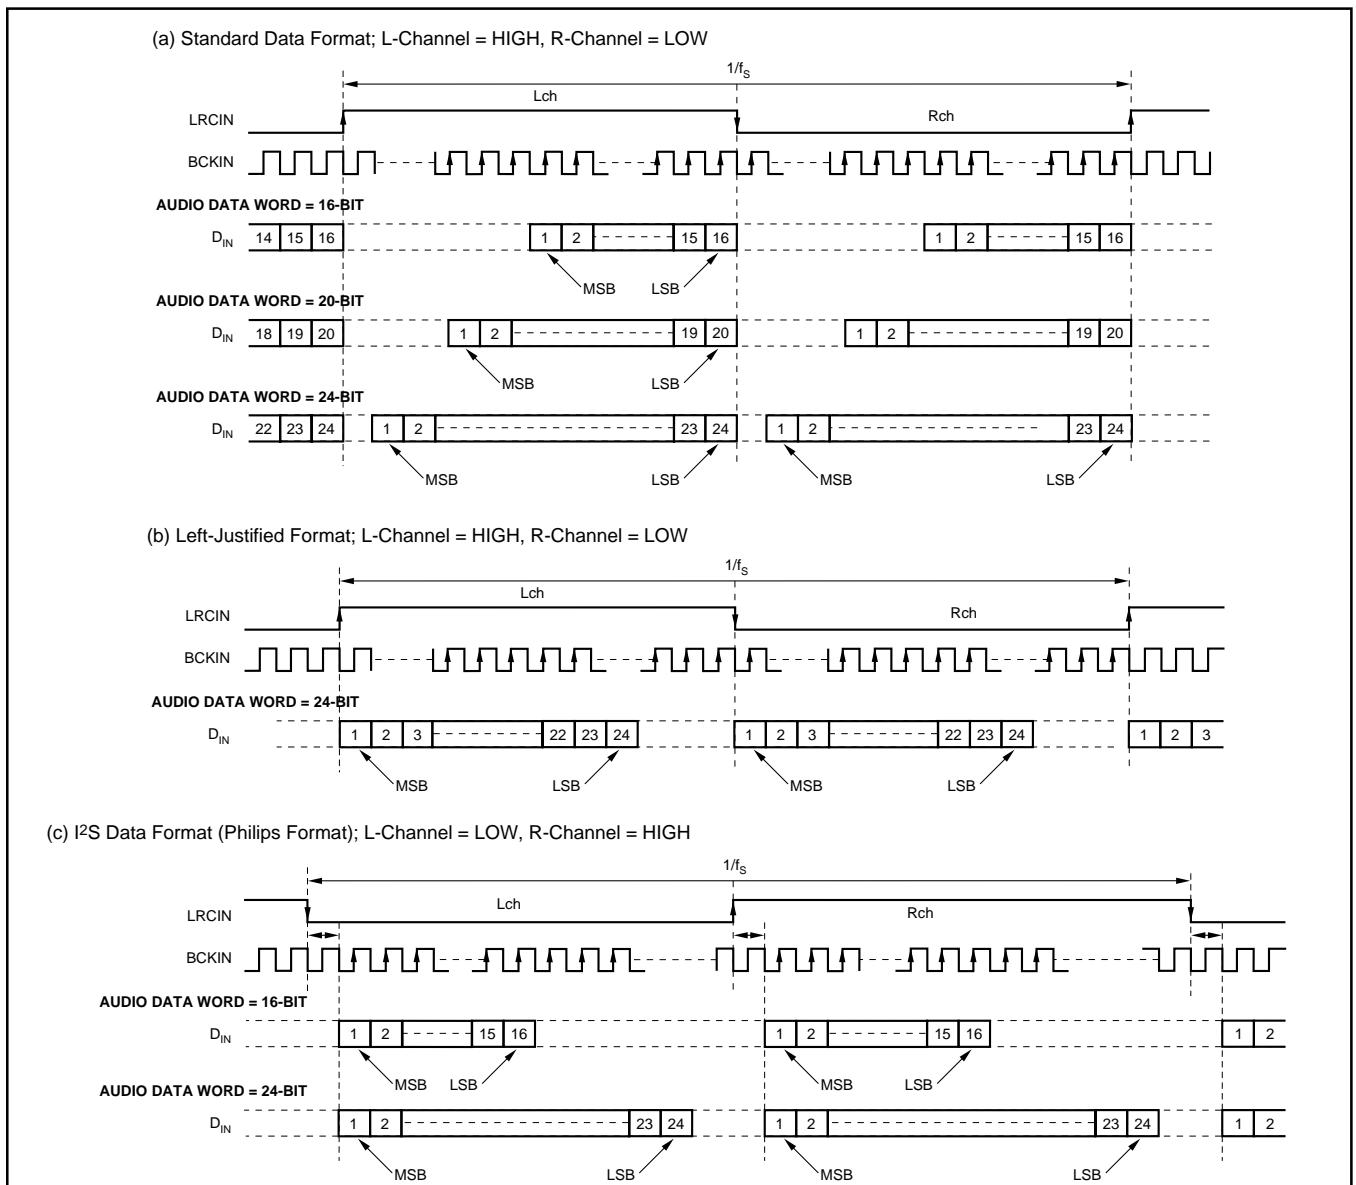 (a) Standard Data Format; L-Channel = HIGH, R-Channel = LOW
1/fS
Lch
LRCIN
Rch
BCKIN
AUDIO DATA WORD = 16-BIT
DIN 14 15 16 1 2 15 16 1 2 15 16
MSB LSB
AUDIO DATA WORD = 20-BIT
DIN 18 19 20 1 2 19 20 1 2 19 20
MSB LSB
AUDIO DATA WORD = 24-BIT
DIN 22 23 24 1 2 23 24 1 2 23 24
MSB LSB MSB LSB
(b) Left-Justified Format; L-Channel = HIGH, R-Channel = LOW
1/fS
Lch
LRCIN
Rch
BCKIN
AUDIO DATA WORD = 24-BIT
DIN 1 2 3 22 23 24 1 2 3 22 23 24 1 2 3
MSB LSB MSB LSB
(c) I2S Data Format (Philips Format); L-Channel = LOW, R-Channel = HIGH
1/fS
Lch
LRCIN
Rch
BCKIN
AUDIO DATA WORD = 16-BIT
DIN 1 2 15 16 1 2 15 16 1 2
MSB LSB MSB LSB
AUDIO DATA WORD = 24-BIT
DIN 1 2 23 24 1 2 23 24 1 2
MSB LSB MSB LSB